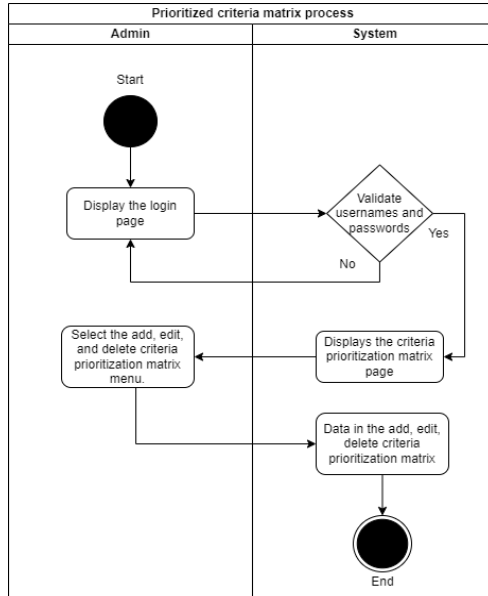 Prioritized criteria matrix process
Admin
System
Start
Display the login
page
Validate
usernames and
passwords
Yes
No
Select the add, edit,
and delete criteria
prioritization matrix
menu.
Displays the criteria
prioritization matrix
page
Data in the add, edit,
delete criteria
prioritization matrix
End